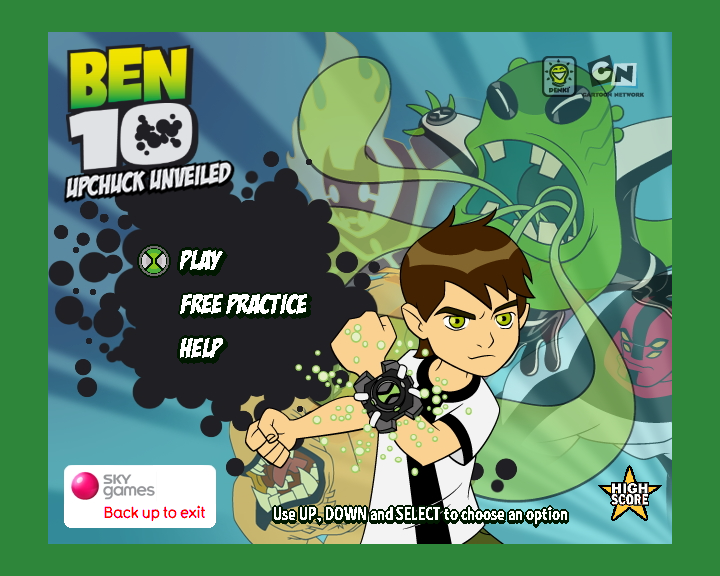 BEN
10
UPCHUCK UNVEILED
DENKI
CN
CARTOON NETWORK
PLAY
FREE PRACTICE
HELP
sky
games
Back up to exit
Use UP, DOWN and SELECT to choose an option
HIGH
SCORE